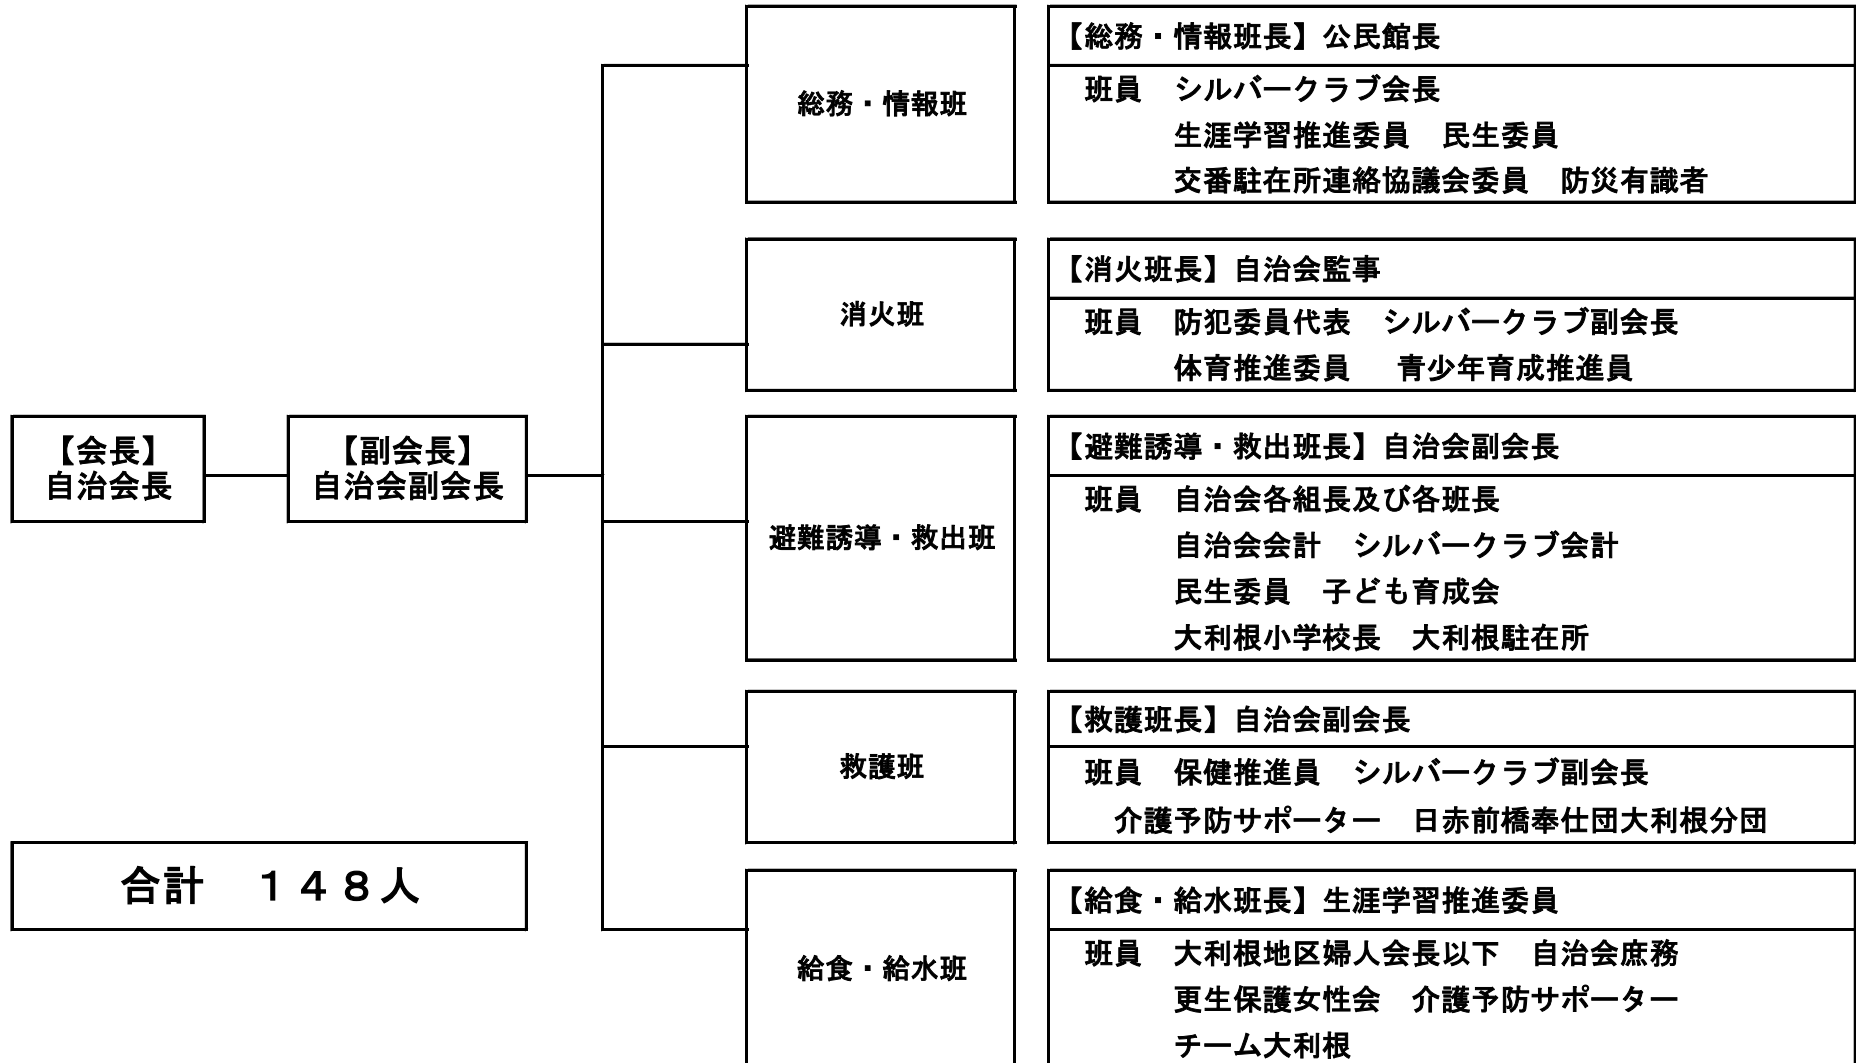 【会長】
自治会長
【副会長】
自治会副会長
総務・情報班
【総務・情報班長】公民館長
班員　シルバークラブ会長
生涯学習推進委員　民生委員
交番駐在所連絡協議会委員　防災有識者
消火班
【消火班長】自治会監事
班員　防犯委員代表　シルバークラブ副会長
体育推進委員　青少年育成推進員
避難誘導・救出班
【避難誘導・救出班長】自治会副会長
班員　自治会各組長及び各班長
自治会会計　シルバークラブ会計
民生委員　子ども育成会
大利根小学校長　大利根駐在所
救護班
【救護班長】自治会副会長
班員　保健推進員　シルバークラブ副会長
介護予防サポーター　日赤前橋奉仕団大利根分団
給食・給水班
【給食・給水班長】生涯学習推進委員
班員　大利根地区婦人会長以下　自治会庶務
更生保護女性会　介護予防サポーター
チーム大利根
合計　１４８人